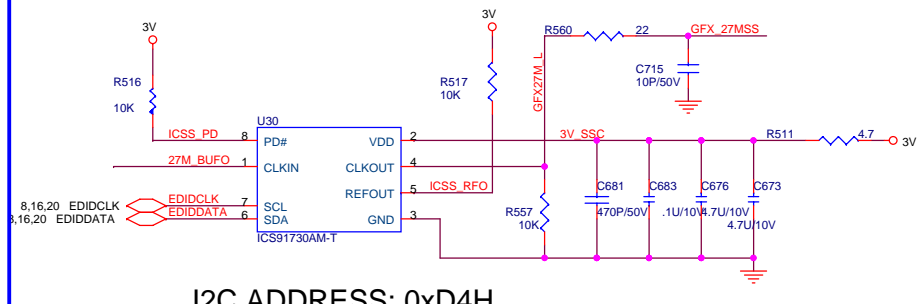 3V
3V
R560
22
GFX_27MSS
R516
10K
R517
10K
GFX27M_L
C715
10P/50V
U30
ICSS_PD
8
PD#
VDD
2
3V_SSC
R511
4.7
3V
27M_BUFO
1
CLKIN
CLKOUT
4
REFOUT
5
ICSS_RFO
8,16,20 EDIDCLK
EDIDCLK
7
SCL
,16,20 EDIDDATA
EDIDDATA
6
SDA
GND
3
ICS91730AM-T
R557
10K
C681
470P/50V
C683
.1U/10V
C676
4.7U/10V
C673
4.7U/10V
I2C ADDRESS: 0xD4H